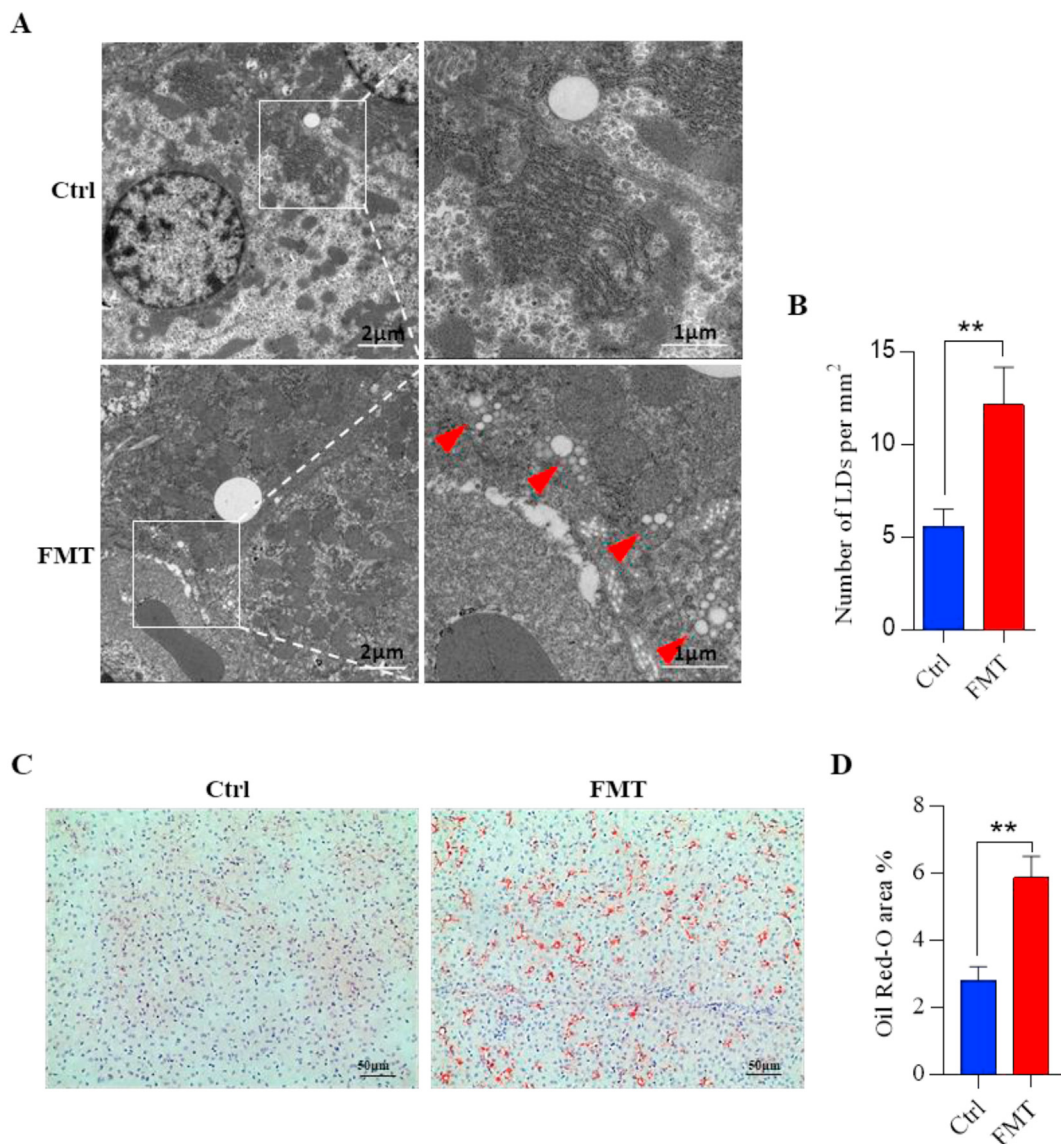 A
Ctrl
2μm
1μm
FMT
2μm
1μm
B
**
Number of LDs per mm²
15
10
5
0
Ctrl
FMT
C
Ctrl
FMT
50μm
50μm
D
**
Oil Red-O area %
8
6
4
2
0
Ctrl
FMT